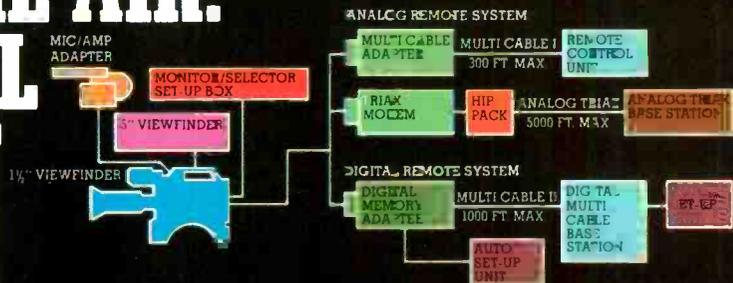 AIR.
L
MIC/AMP
ADAPTER
MONITOR/SELECTOR
SET-UP BOX
5" VIEWFINDER
1½" VIEWFINDER
ANALOG REMOTE SYSTEM
MULTI CABLE
ADAPTER
MULTI CABLE I
300 FT. MAX
REMOTE
CONTROL
UNIT
TRIAX
MODEM
HIP
PACK
ANALOG TRIAX
5000 FT. MAX
ANALOG TRIAX
BASE STATION
DIGITAL REMOTE SYSTEM
DIGITAL
MEMORY
ADAPTER
MULTI CABLE II
1000 FT. MAX
DIGITAL
MULTI
CABLE
BASE
STATION
AUTO
SET-UP
UNIT